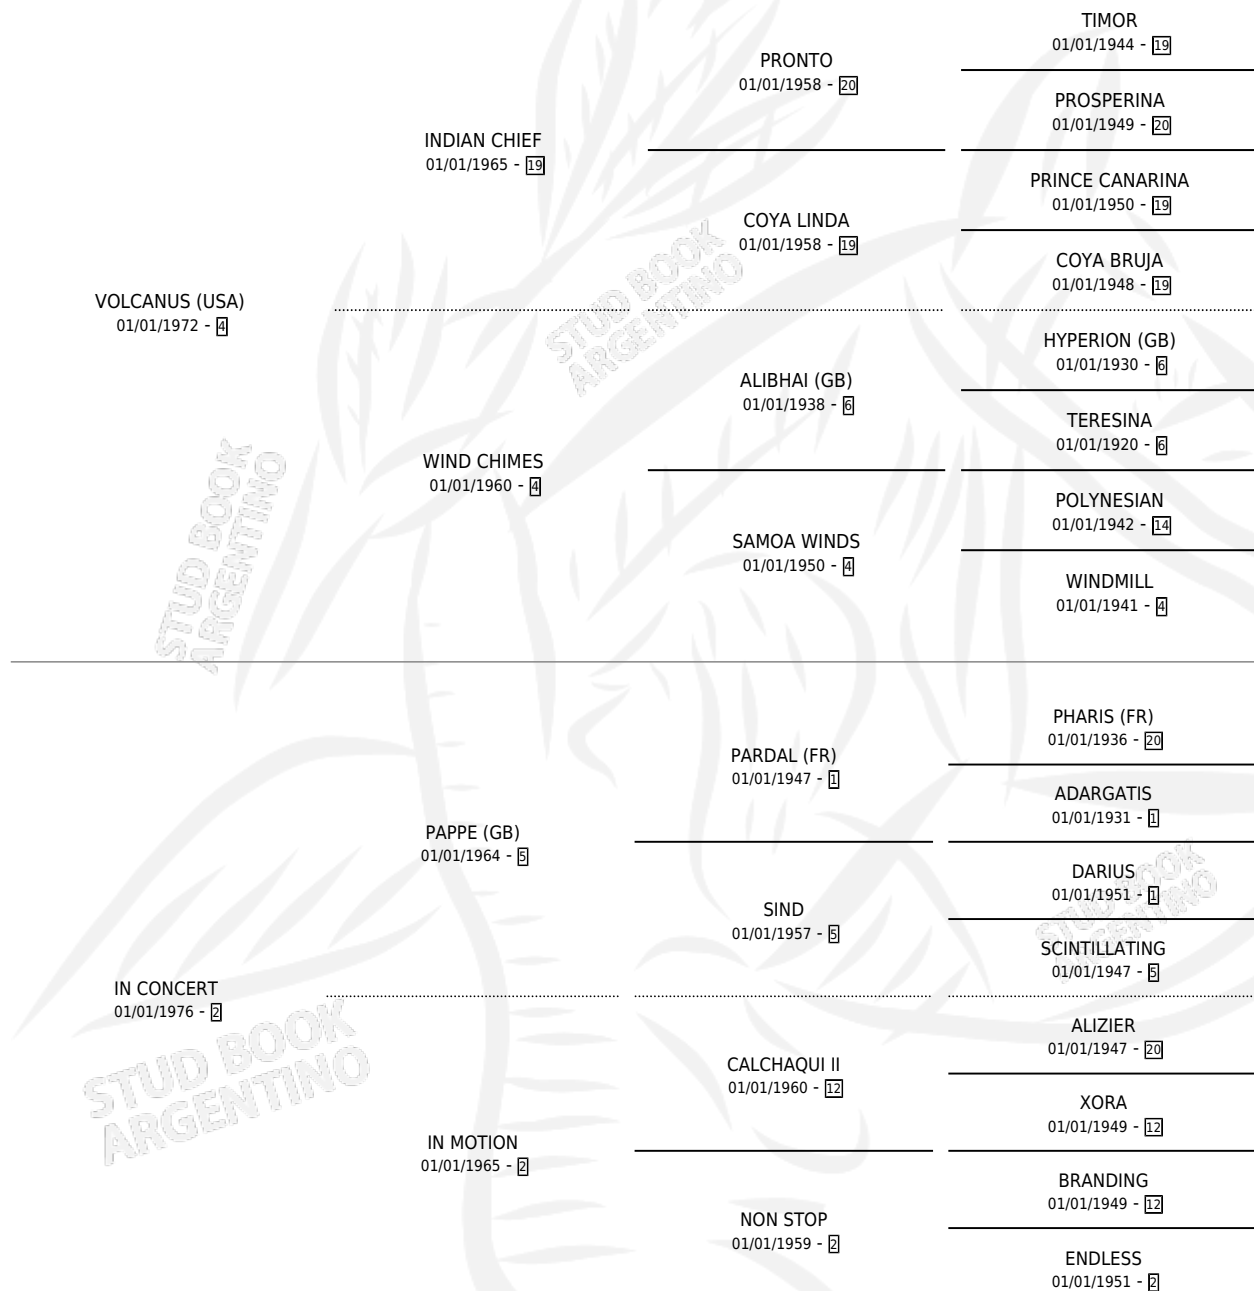 TIMOR
01/01/1944 - 19
PRONTO
01/01/1958 - 20
PROSPERINA
01/01/1949 - 20
INDIAN CHIEF
01/01/1965 - 19
PRINCE CANARINA
01/01/1950 - 19
COYA LINDA
01/01/1958 - 19
COYA BRUJA
01/01/1948 - 19
VOLCANUS (USA)
01/01/1972 - 4
HYPERION (GB)
01/01/1930 - 6
ALIBHAI (GB)
01/01/1938 - 6
TERESINA
01/01/1920 - 6
WIND CHIMES
01/01/1960 - 4
POLYNESIAN
01/01/1942 - 14
SAMOA WINDS
01/01/1950 - 4
WINDMILL
01/01/1941 - 4
PHARIS (FR)
01/01/1936 - 20
PARDAL (FR)
01/01/1947 - 1
ADARGATIS
01/01/1931 - 1
PAPPE (GB)
01/01/1964 - 5
DARIUS
01/01/1951 - 1
SIND
01/01/1957 - 5
SCINTILLATING
01/01/1947 - 5
IN CONCERT
01/01/1976 - 2
ALIZIER
01/01/1947 - 20
CALCHAQUI II
01/01/1960 - 12
XORA
01/01/1949 - 12
IN MOTION
01/01/1965 - 2
BRANDING
01/01/1949 - 12
NON STOP
01/01/1959 - 2
ENDLESS
01/01/1951 - 2
STUD BOOK
ARGENTINO
STUD BOOK
ARGENTINO
STUD BOOK
ARGENTINO
STUD BOOK
ARGENTINO